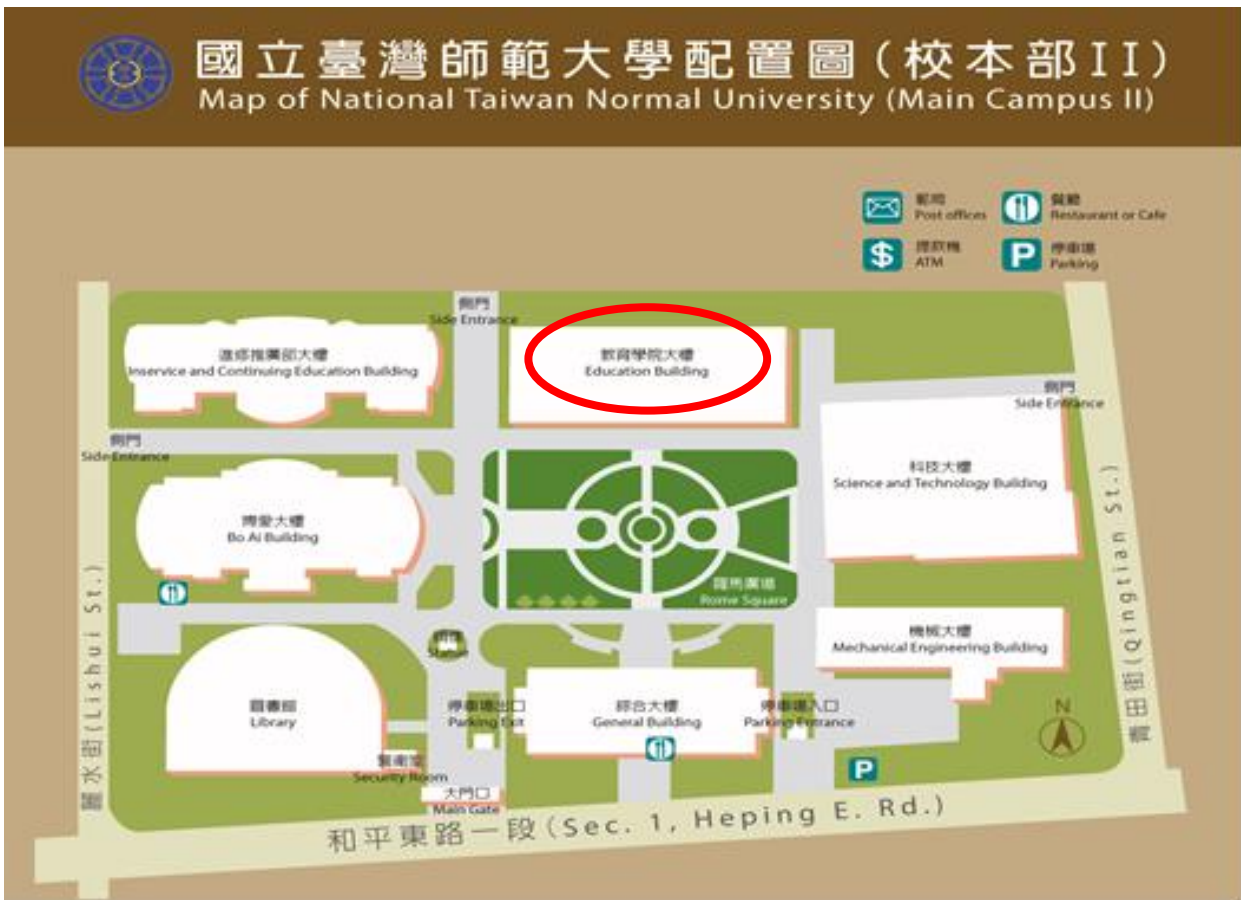 國立臺灣師範大學配置圖(校本部II)
Map of National Taiwan Normal University (Main Campus II)
郵局
Post offices
餐廳
Restaurant or Cafe
提款機
ATM
停車場
Parking
側門
Side Entrance
進修推廣部大樓
Inservice and Continuing Education Building
教育學院大樓
Education Building
側門
Side Entrance
側門
Side Entrance
科技大樓
Science and Technology Building
博愛大樓
Bo Ai Building
羅馬廣場
Rome Square
Statue
機械大樓
Mechanical Engineering Building
圖書館
Library
停車場出口
Parking Exit
綜合大樓
General Building
停車場入口
Parking Entrance
警衛室
Security Room
大門口
Main Gate
P
N
麗水街(Lishui St.)
青田街(Qingtian St.)
和平東路一段(Sec. 1, Heping E. Rd.)